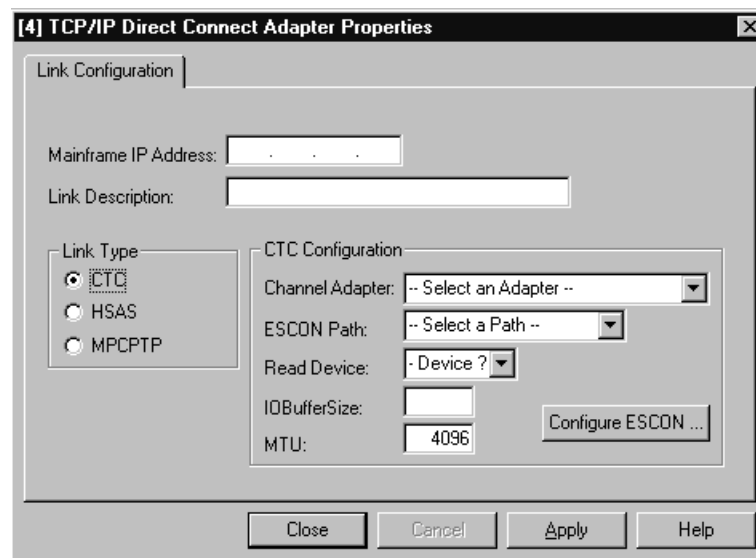 [4] TCP/IP Direct Connect Adapter Properties
Link Configuration
Mainframe IP Address: . . .
Link Description:
Link Type
CTC
HSAS
MPCPTP
CTC Configuration
Channel Adapter: -- Select an Adapter --
ESCON Path: -- Select a Path --
Read Device: - Device ?
IOBufferSize:
MTU: 4096
Configure ESCON ...
Close Cancel Apply Help